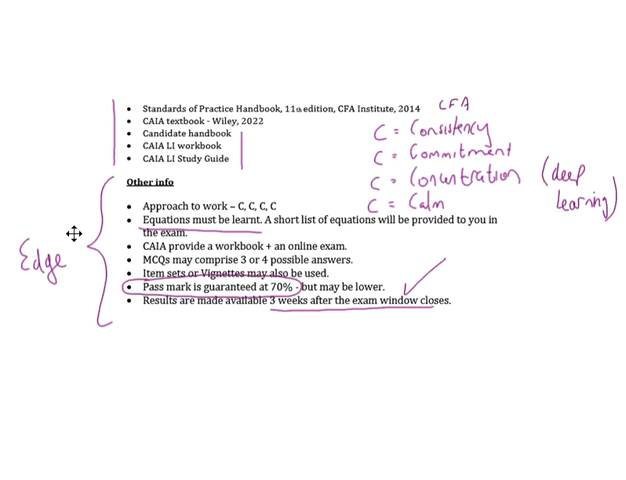 Standards of Practice Handbook, 11th edition, CFA Institute, 2014 CFA
CAIA textbook - Wiley, 2022
C = Consistency
Candidate handbook
CAIA LI workbook
C = Commitment
CAIA LI Study Guide
C = Concentration (deep learning)
Other info
C = Calm
Approach to work – C, C, C, C
Equations must be learnt. A short list of equations will be provided to you in
the exam.
CAIA provide a workbook + an online exam.
Edge
MCQs may comprise 3 or 4 possible answers.
Item sets or Vignettes may also be used.
Pass mark is guaranteed at 70% - but may be lower.
Results are made available 3 weeks after the exam window closes.